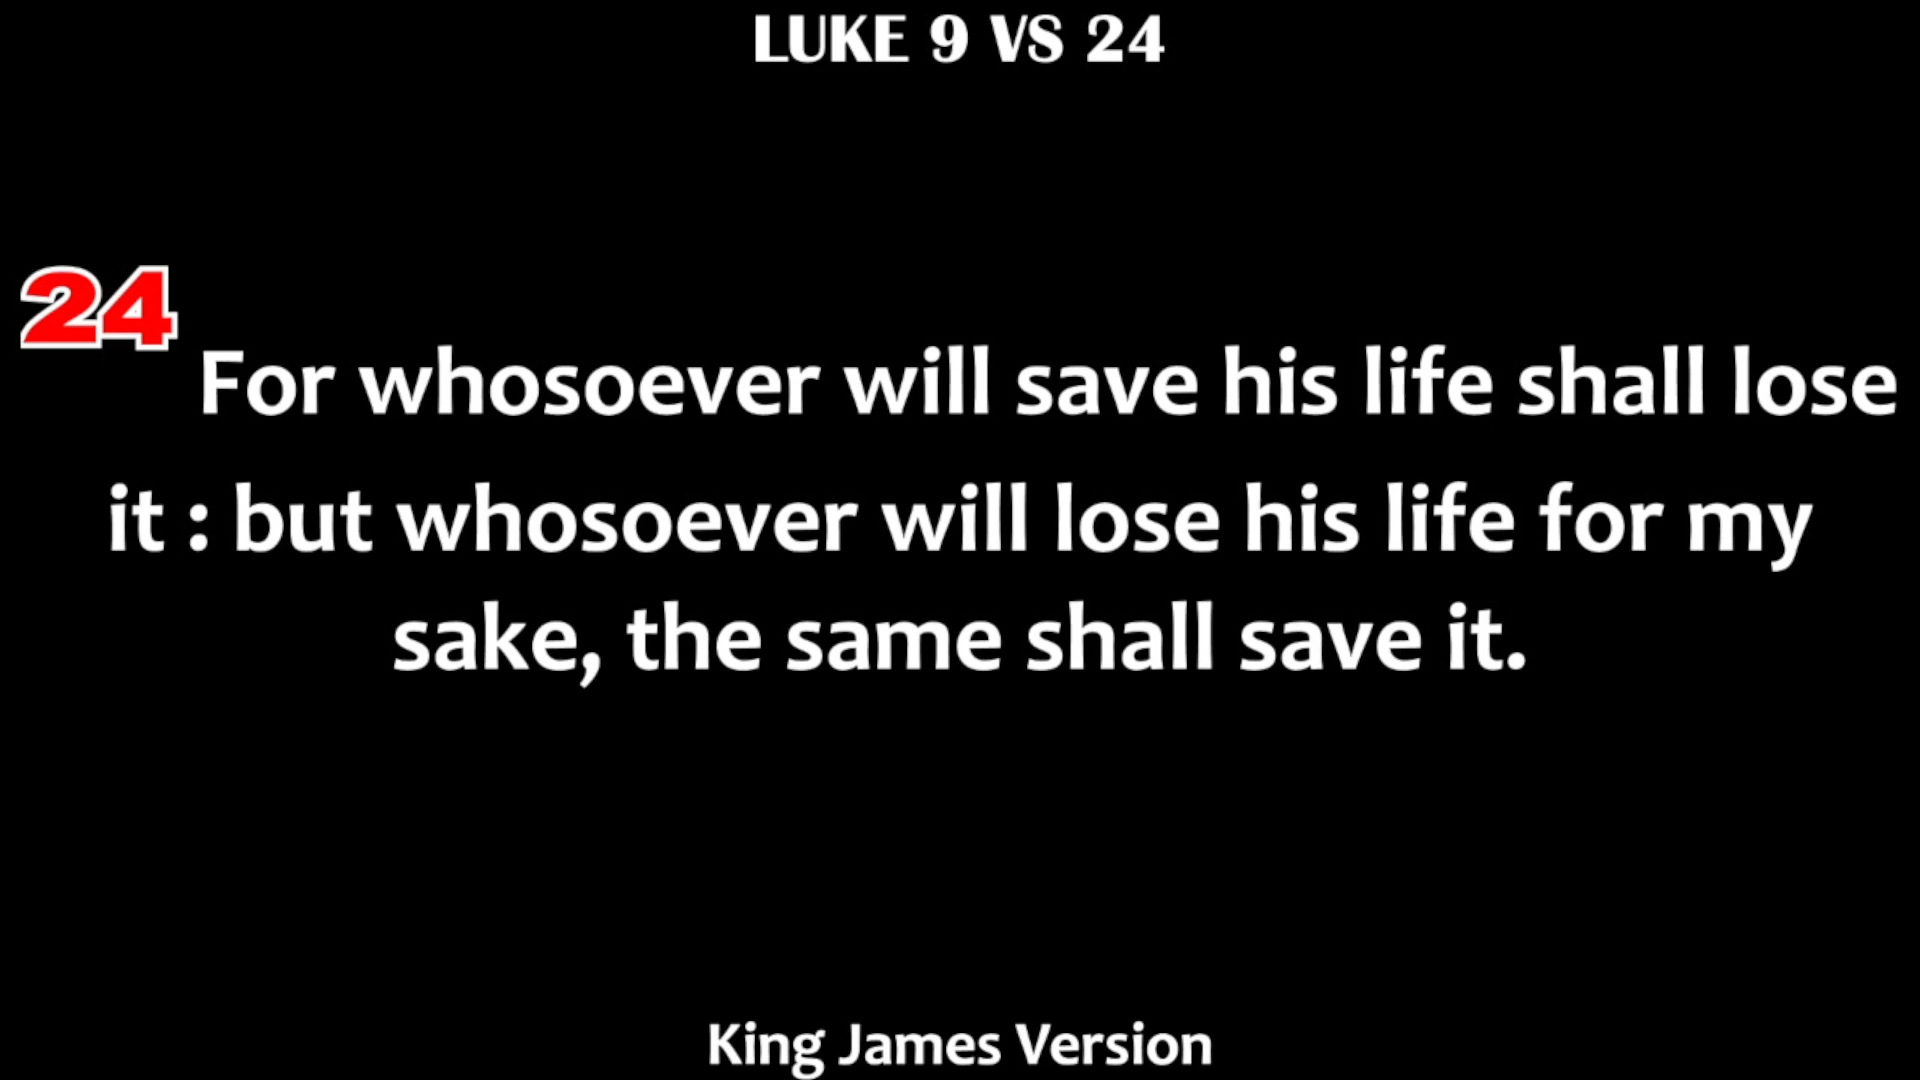 LUKE 9 VS 24
24
For whosoever will save his life shall lose
it : but whosoever will lose his life for my
sake, the same shall save it.
King James Version